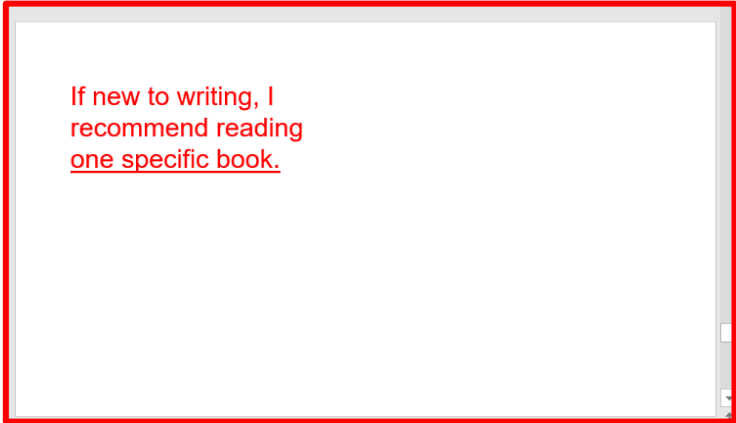 If new to writing, I
recommend reading
one specific book.